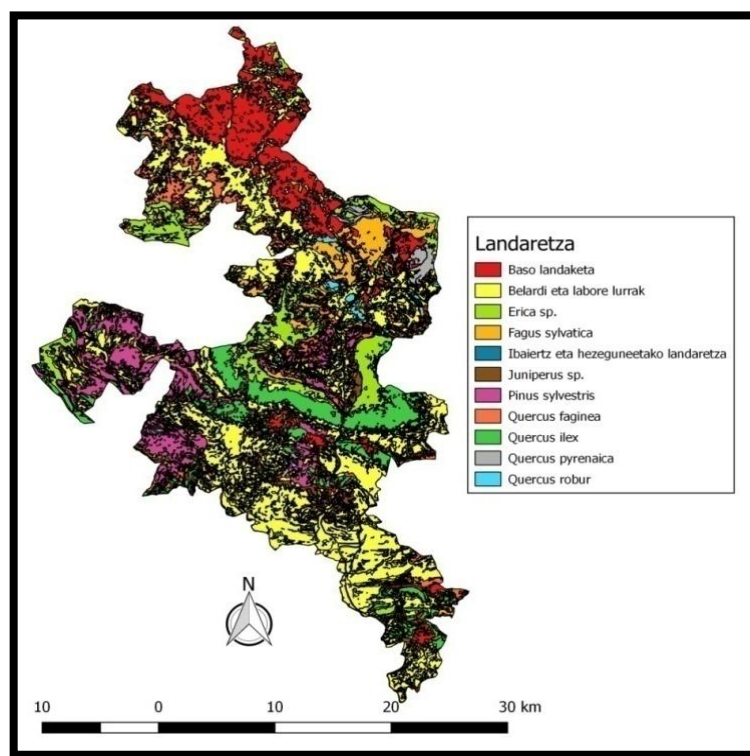 Landaretza
Baso landaketa
Belardi eta labore lurrak
Erica sp.
Fagus sylvatica
Ibaiertz eta hezeguneetako landaretza
Juniperus sp.
Pinus sylvestris
Quercus faginea
Quercus ilex
Quercus pyrenaica
Quercus robur
N
10 0 10 20 30 km